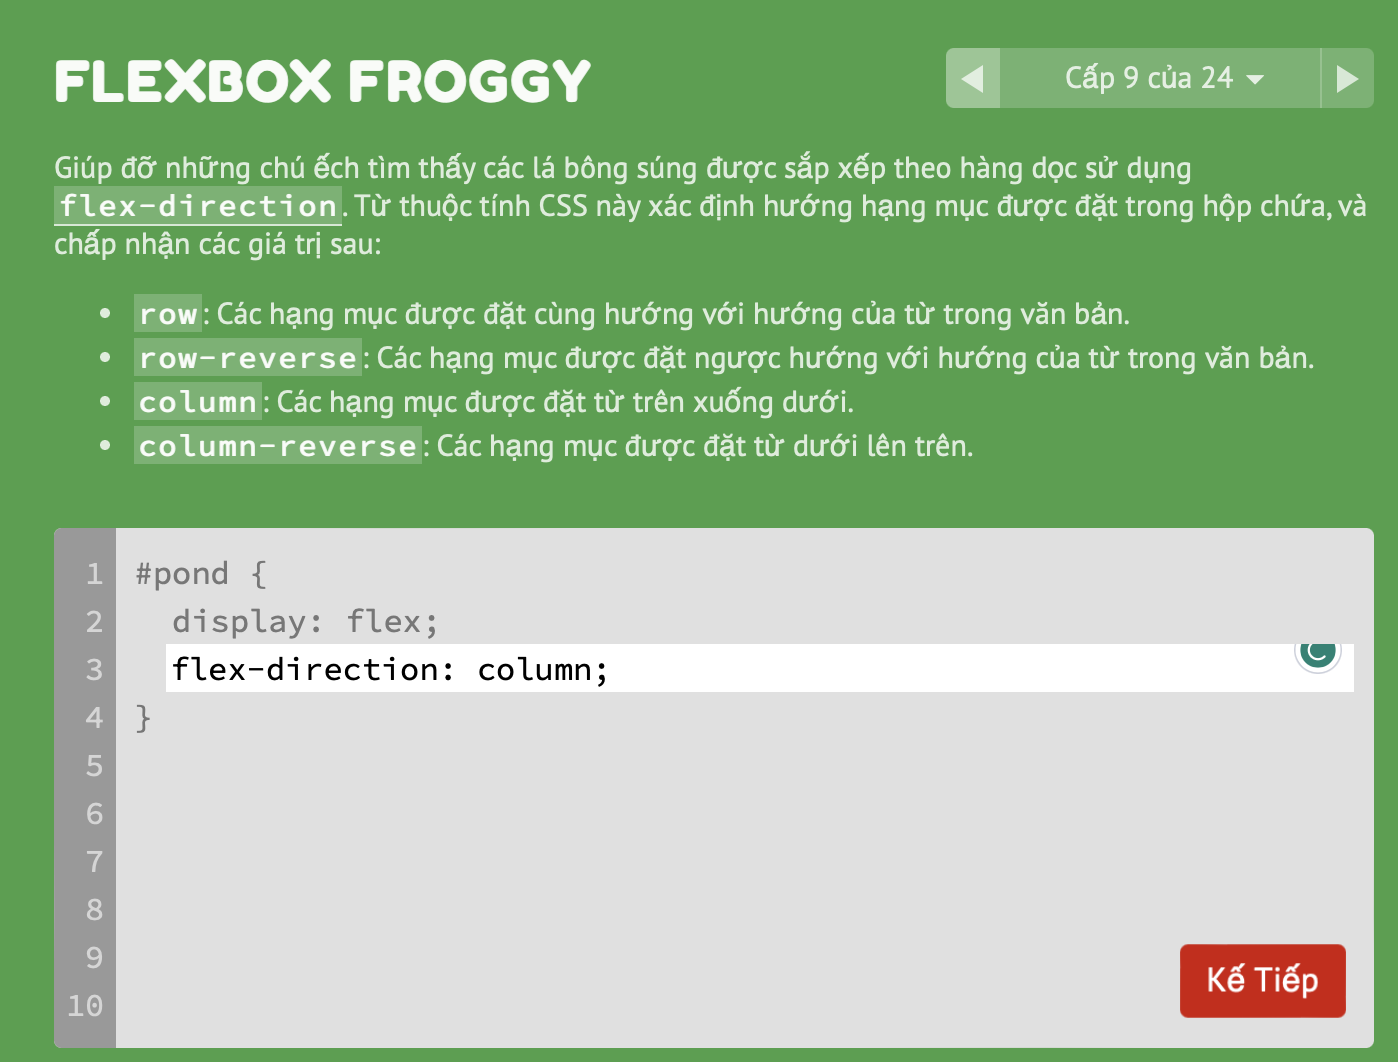 FLEXBOX FROGGY
Cấp 9 của 24
Giúp đỡ những chú ếch tìm thấy các lá bông súng được sắp xếp theo hàng dọc sử dụng
flex-direction. Từ thuộc tính CSS này xác định hướng hạng mục được đặt trong hộp chứa, và
chấp nhận các giá trị sau:
• row: Các hạng mục được đặt cùng hướng với hướng của từ trong văn bản.
• row-reverse: Các hạng mục được đặt ngược hướng với hướng của từ trong văn bản.
• column: Các hạng mục được đặt từ trên xuống dưới.
• column-reverse: Các hạng mục được đặt từ dưới lên trên.
1 #pond {
2 display: flex;
3 flex-direction: column;
4 }
5
6
7
8
9
10
Kế Tiếp